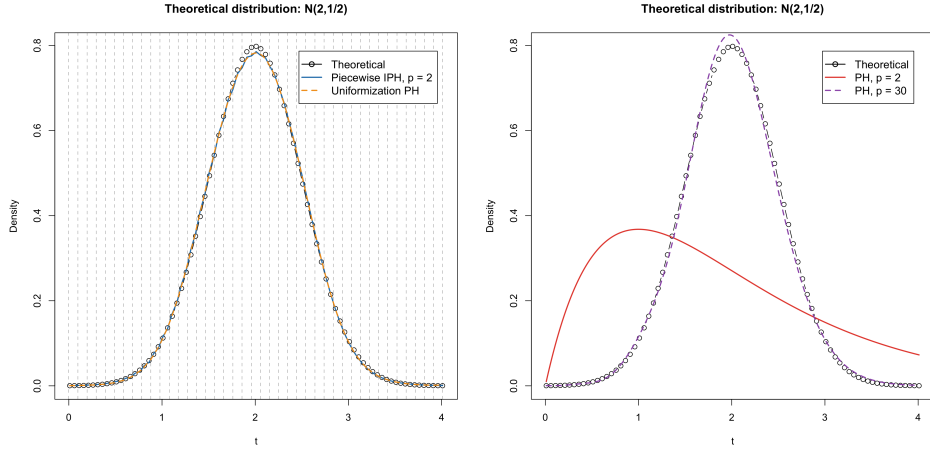 Theoretical distribution: N(2,1/2)
Density
0.8
0.6
0.4
0.2
0.0
Theoretical
Piecewise IPH, p = 2
Uniformization PH
0 1 2 3 4
t
Theoretical distribution: N(2,1/2)
Density
0.8
0.6
0.4
0.2
0.0
Theoretical
PH, p = 2
PH, p = 30
0 1 2 3 4
t